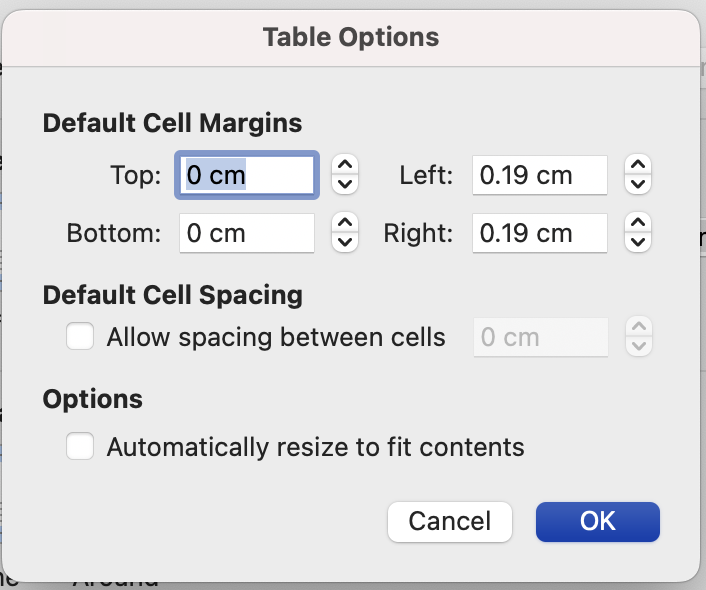 Table Options
Default Cell Margins
Top: 0 cm Left: 0.19 cm
Bottom: 0 cm Right: 0.19 cm
Default Cell Spacing
Allow spacing between cells 0 cm
Options
Automatically resize to fit contents
Cancel OK
Around